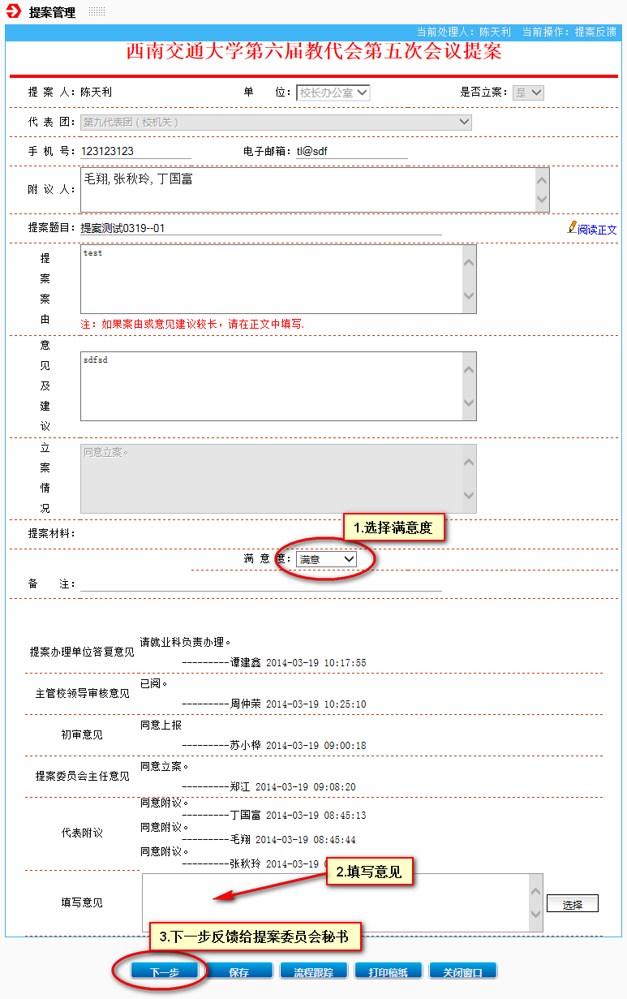 提案管理
当前处理人：陈天利 当前操作：提案反馈
西南交通大学第六届教代会第五次会议提案
提 案 人：陈天利 单 位：校长办公室 是否立案：是
代 表 团：第九代表团（校机关）
手 机 号：123123123 电子邮箱：tl@sdf
附 议 人：毛翔,张秋玲,丁国富
提案题目：提案测试0319--01 阅读正文
提案案由 test
注：如果案由或意见建议较长，请在正文中填写.
意见及建议 sdfsd
立案情况 同意立案。
提案材料：
1.选择满意度
满 意 度：满意
备 注：
提案办理单位答复意见 请就业科负责办理。
---------谭建鑫 2014-03-19 10:17:55
主管校领导审核意见 已阅。
---------周仲荣 2014-03-19 10:25:10
初审意见 同意上报
---------苏小桦 2014-03-19 09:00:18
提案委员会主任意见 同意立案。
---------郑江 2014-03-19 09:08:20
代表附议 同意附议。
---------丁国富 2014-03-19 08:45:13
同意附议。
---------毛翔 2014-03-19 08:45:44
同意附议。
---------张秋玲 2014-03-19
2.填写意见
填写意见 选择
3.下一步反馈给提案委员会秘书
下一步 保存 流程跟踪 打印稿纸 关闭窗口